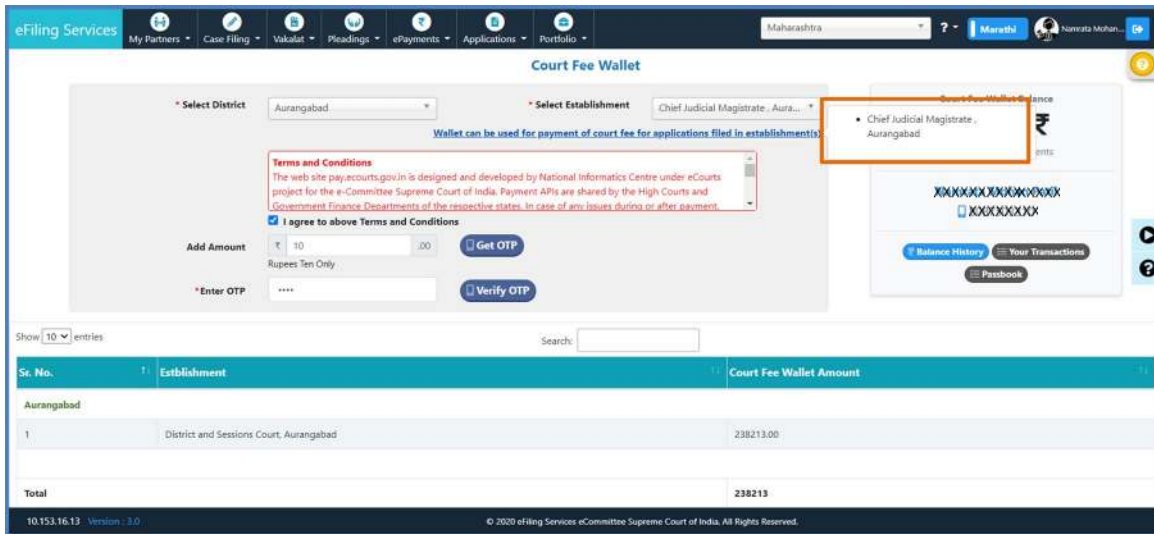 eFiling Services
My Partners
Case Filing
Vakalat
Pleadings
ePayments
Applications
Portfolio
Maharashtra
?
Marathi
Namrata Mohan...
Court Fee Wallet
* Select District
Aurangabad
* Select Establishment
Chief Judicial Magistrate , Aura...
Wallet can be used for payment of court fee for applications filed in establishment(s)
Chief Judicial Magistrate , Aurangabad
₹
Terms and Conditions
The web site pay.ecourts.gov.in is designed and developed by National Informatics Centre under eCourts
project for the e-Committee Supreme Court of India. Payment APIs are shared by the High Courts and
Government Finance Departments of the respective states. In case of any issues during or after payment,
I agree to above Terms and Conditions
Add Amount
₹ 10 .00
Get OTP
Rupees Ten Only
*Enter OTP
••••
Verify OTP
XXXXXXXX
₹ Balance History
Your Transactions
Passbook
Show 10 entries
Search:
Sr. No. Estblishment Court Fee Wallet Amount
Aurangabad
1 District and Sessions Court, Aurangabad 238213.00
Total 238213
10.153.16.13 Version : 3.0
© 2020 eFiling Services eCommittee Supreme Court of India. All Rights Reserved.